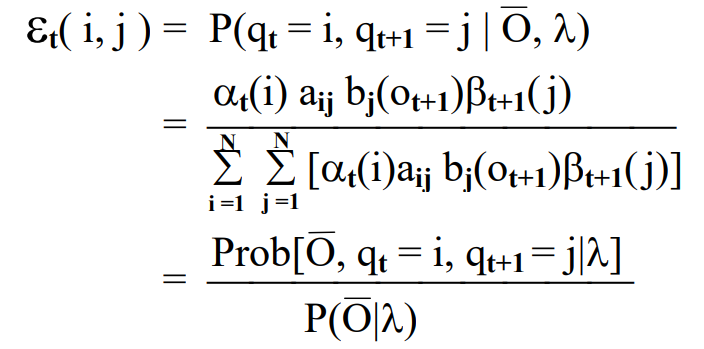 εₜ( i, j ) = P(qₜ = i, qₜ₊₁ = j | O̅, λ)
= αₜ(i) aᵢⱼ bⱼ(oₜ₊₁)βₜ₊₁(j)
N N
Σ Σ [αₜ(i)aᵢⱼ bⱼ(oₜ₊₁)βₜ₊₁(j)]
i =1 j =1
= Prob[O̅, qₜ = i, qₜ₊₁ = j|λ]
P(O̅|λ)